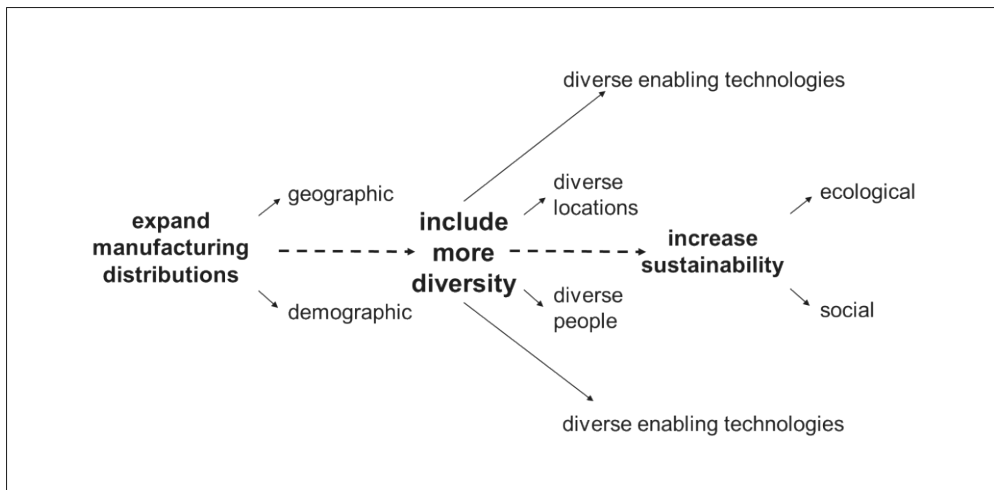 diverse enabling technologies
geographic
expand
manufacturing
distributions
demographic
include
more
diversity
diverse
locations
diverse
people
increase
sustainability
ecological
social
diverse enabling technologies